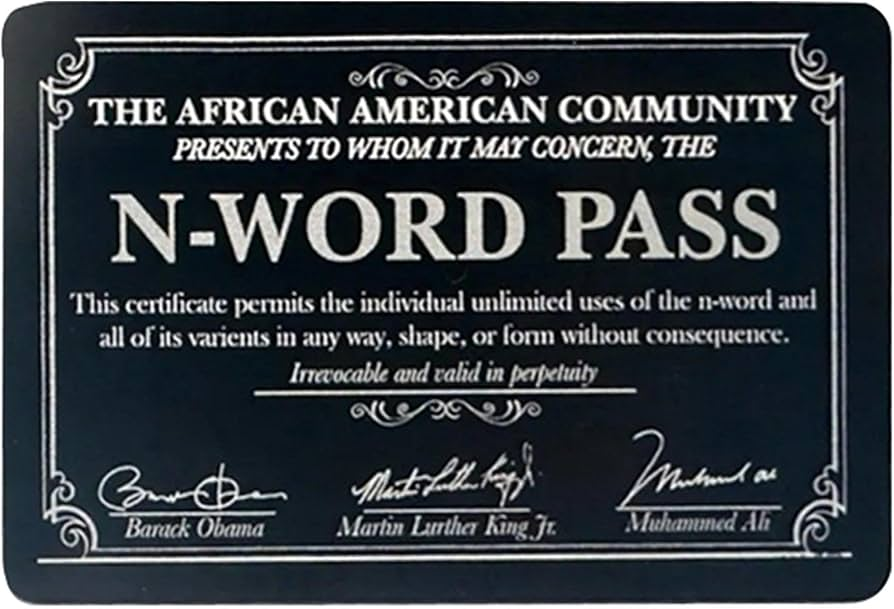 THE AFRICAN AMERICAN COMMUNITY
PRESENTS TO WHOM IT MAY CONCERN, THE
N-WORD PASS
This certificate permits the individual unlimited uses of the n-word and
all of its varients in any way, shape, or form without consequence.
Irrevocable and valid in perpetuity
Barack Obama
Martin Lurther King Jr.
Muhammed Ali